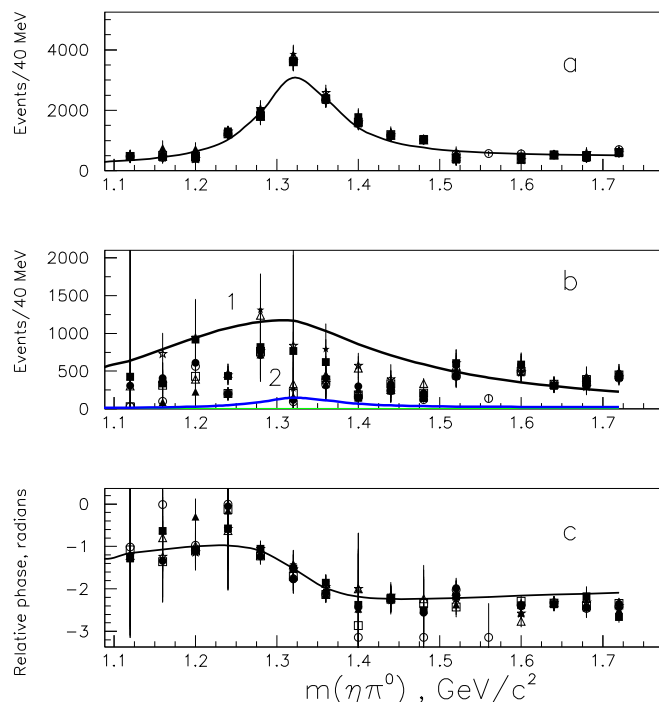 Events/40 MeV
4000
2000
0
a
1.1 1.2 1.3 1.4 1.5 1.6 1.7
Events/40 MeV
2000
1500
1000
500
0
1
2
b
1.1 1.2 1.3 1.4 1.5 1.6 1.7
Relative phase, radians
0
−1
−2
−3
c
1.1 1.2 1.3 1.4 1.5 1.6 1.7
m(ηπ⁰) , GeV/c²